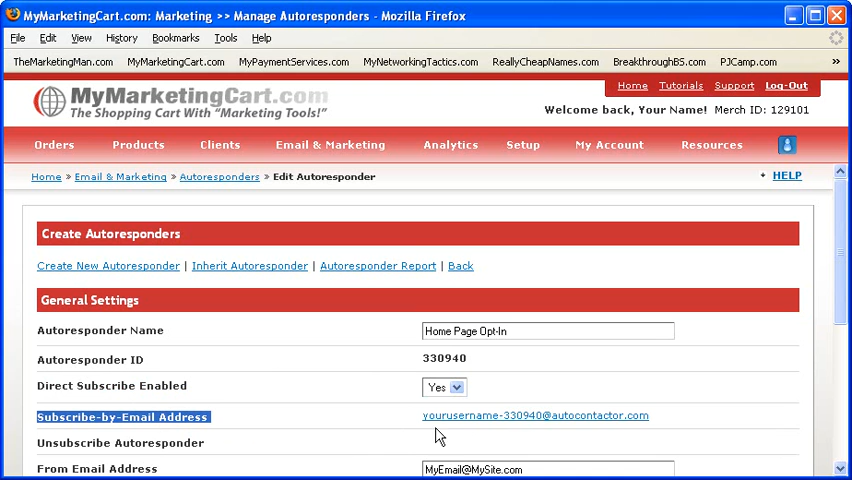 MyMarketingCart.com: Marketing >> Manage Autoresponders - Mozilla Firefox
File Edit View History Bookmarks Tools Help
TheMarketingMan.com MyMarketingCart.com MyPaymentServices.com MyNetworkingTactics.com ReallyCheapNames.com BreakthroughBS.com PJCamp.com »
Home Tutorials Support Log-Out
MyMarketingCart.com
The Shopping Cart With "Marketing Tools!"
Welcome back, Your Name! Merch ID: 129101
Orders Products Clients Email & Marketing Analytics Setup My Account Resources
Home > Email & Marketing > Autoresponders > Edit Autoresponder
HELP
Create Autoresponders
Create New Autoresponder | Inherit Autoresponder | Autoresponder Report | Back
General Settings
Autoresponder Name Home Page Opt-In
Autoresponder ID 330940
Direct Subscribe Enabled Yes
Subscribe-by-Email Address yourusername-330940@autocontactor.com
Unsubscribe Autoresponder
From Email Address MyEmail@MySite.com